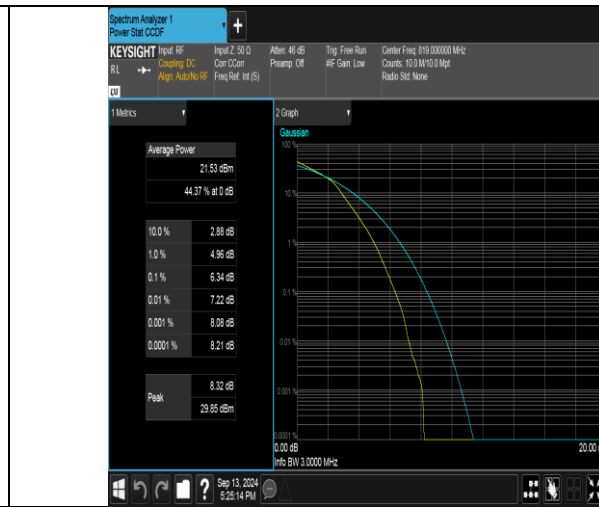 Spectrum Analyzer 1
Power Stat CCDF
+
KEYSIGHT
RL
LXI
Input: RF
Coupling: DC
Align: Auto/No RF
Input Z: 50 Ω
Corr CCorr
Freq Ref: Int (S)
Atten: 46 dB
Preamp: Off
Trig: Free Run
#IF Gain: Low
Center Freq: 819.000000 MHz
Counts: 10.0 M/10.0 Mpt
Radio Std: None
1 Metrics
Average Power
21.53 dBm
44.37 % at 0 dB
10.0 % 2.88 dB
1.0 % 4.96 dB
0.1 % 6.34 dB
0.01 % 7.22 dB
0.001 % 8.08 dB
0.0001 % 8.21 dB
Peak
8.32 dB
29.85 dBm
2 Graph
Gaussian
100 %
10 %
1 %
0.1 %
0.01 %
0.001 %
0.0001 %
0.00 dB
20.00
Info BW 3.0000 MHz
?
Sep 13, 2024
5:25:14 PM